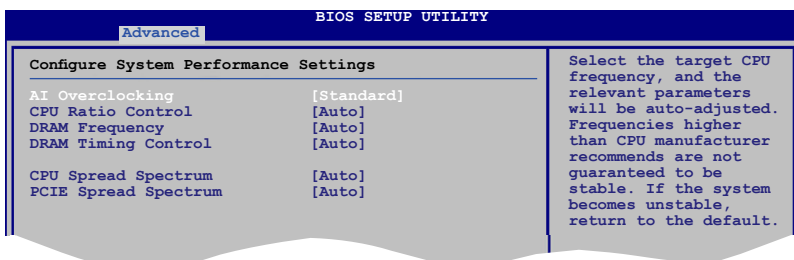 BIOS SETUP UTILITY
Advanced
Configure System Performance Settings
AI Overclocking [Standard]
CPU Ratio Control [Auto]
DRAM Frequency [Auto]
DRAM Timing Control [Auto]
CPU Spread Spectrum [Auto]
PCIE Spread Spectrum [Auto]
Select the target CPU
frequency, and the
relevant parameters
will be auto-adjusted.
Frequencies higher
than CPU manufacturer
recommends are not
guaranteed to be
stable. If the system
becomes unstable,
return to the default.